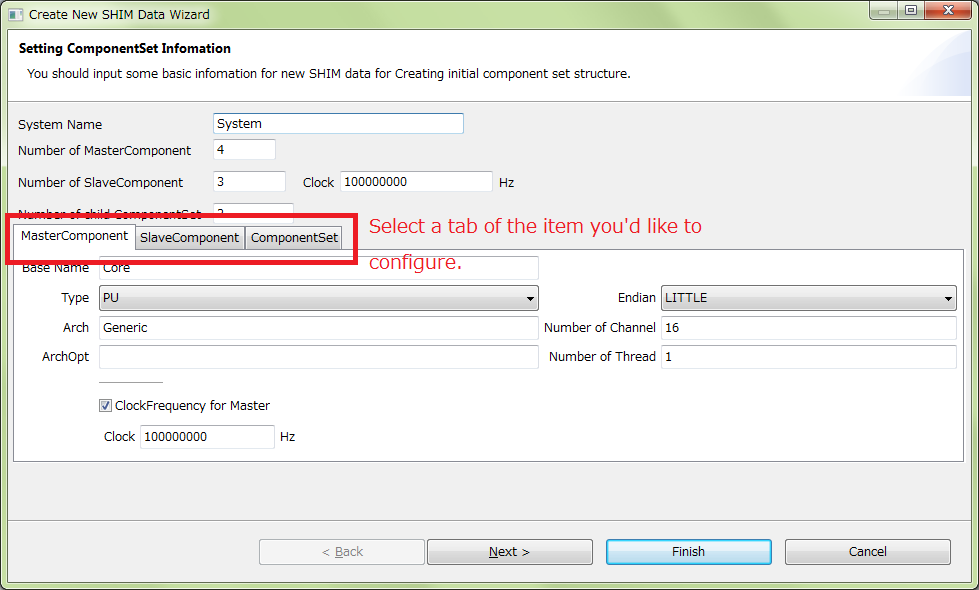 Create New SHIM Data Wizard
Setting ComponentSet Infomation
You should input some basic infomation for new SHIM data for Creating initial component set structure.
System Name System
Number of MasterComponent 4
Number of SlaveComponent 3 Clock 100000000 Hz
Number of child ComponentSet 2
MasterComponent SlaveComponent ComponentSet
Select a tab of the item you'd like to
configure.
Base Name Core
Type PU Endian LITTLE
Arch Generic Number of Channel 16
ArchOpt Number of Thread 1
ClockFrequency for Master
Clock 100000000 Hz
< Back Next > Finish Cancel